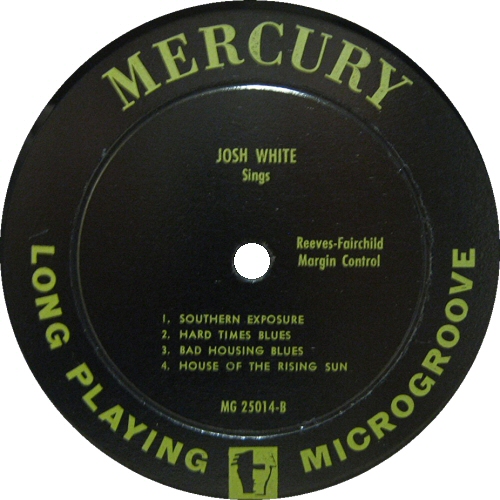 MERCURY
JOSH WHITE
Sings
Reeves-Fairchild
Margin Control
1. SOUTHERN EXPOSURE
2. HARD TIMES BLUES
3. BAD HOUSING BLUES
4. HOUSE OF THE RISING SUN
MG 25014-B
LONG PLAYING MICROGROOVE